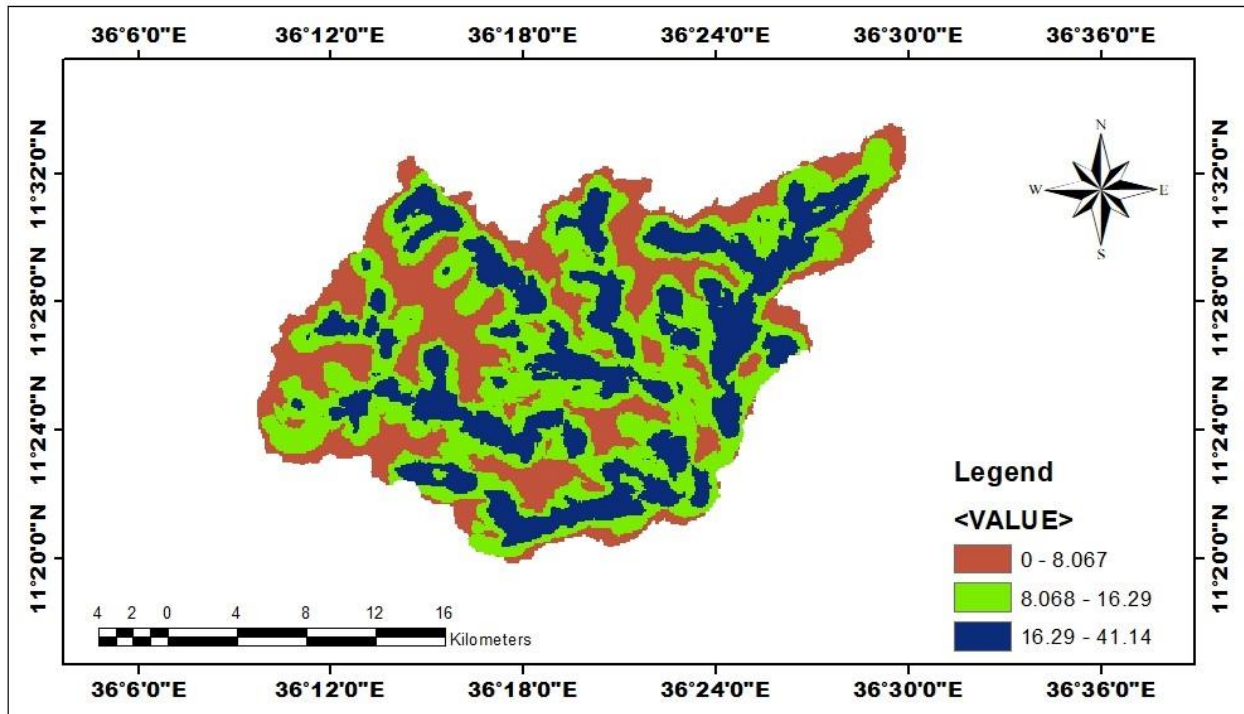 36°6'0"E 36°12'0"E 36°18'0"E 36°24'0"E 36°30'0"E 36°36'0"E
11°32'0"N
11°28'0"N
11°24'0"N
11°20'0"N
N
W E
S
11°32'0"N
11°28'0"N
11°24'0"N
11°20'0"N
Legend
<VALUE>
0 - 8.067
8.068 - 16.29
16.29 - 41.14
4 2 0 4 8 12 16
Kilometers
36°6'0"E 36°12'0"E 36°18'0"E 36°24'0"E 36°30'0"E 36°36'0"E